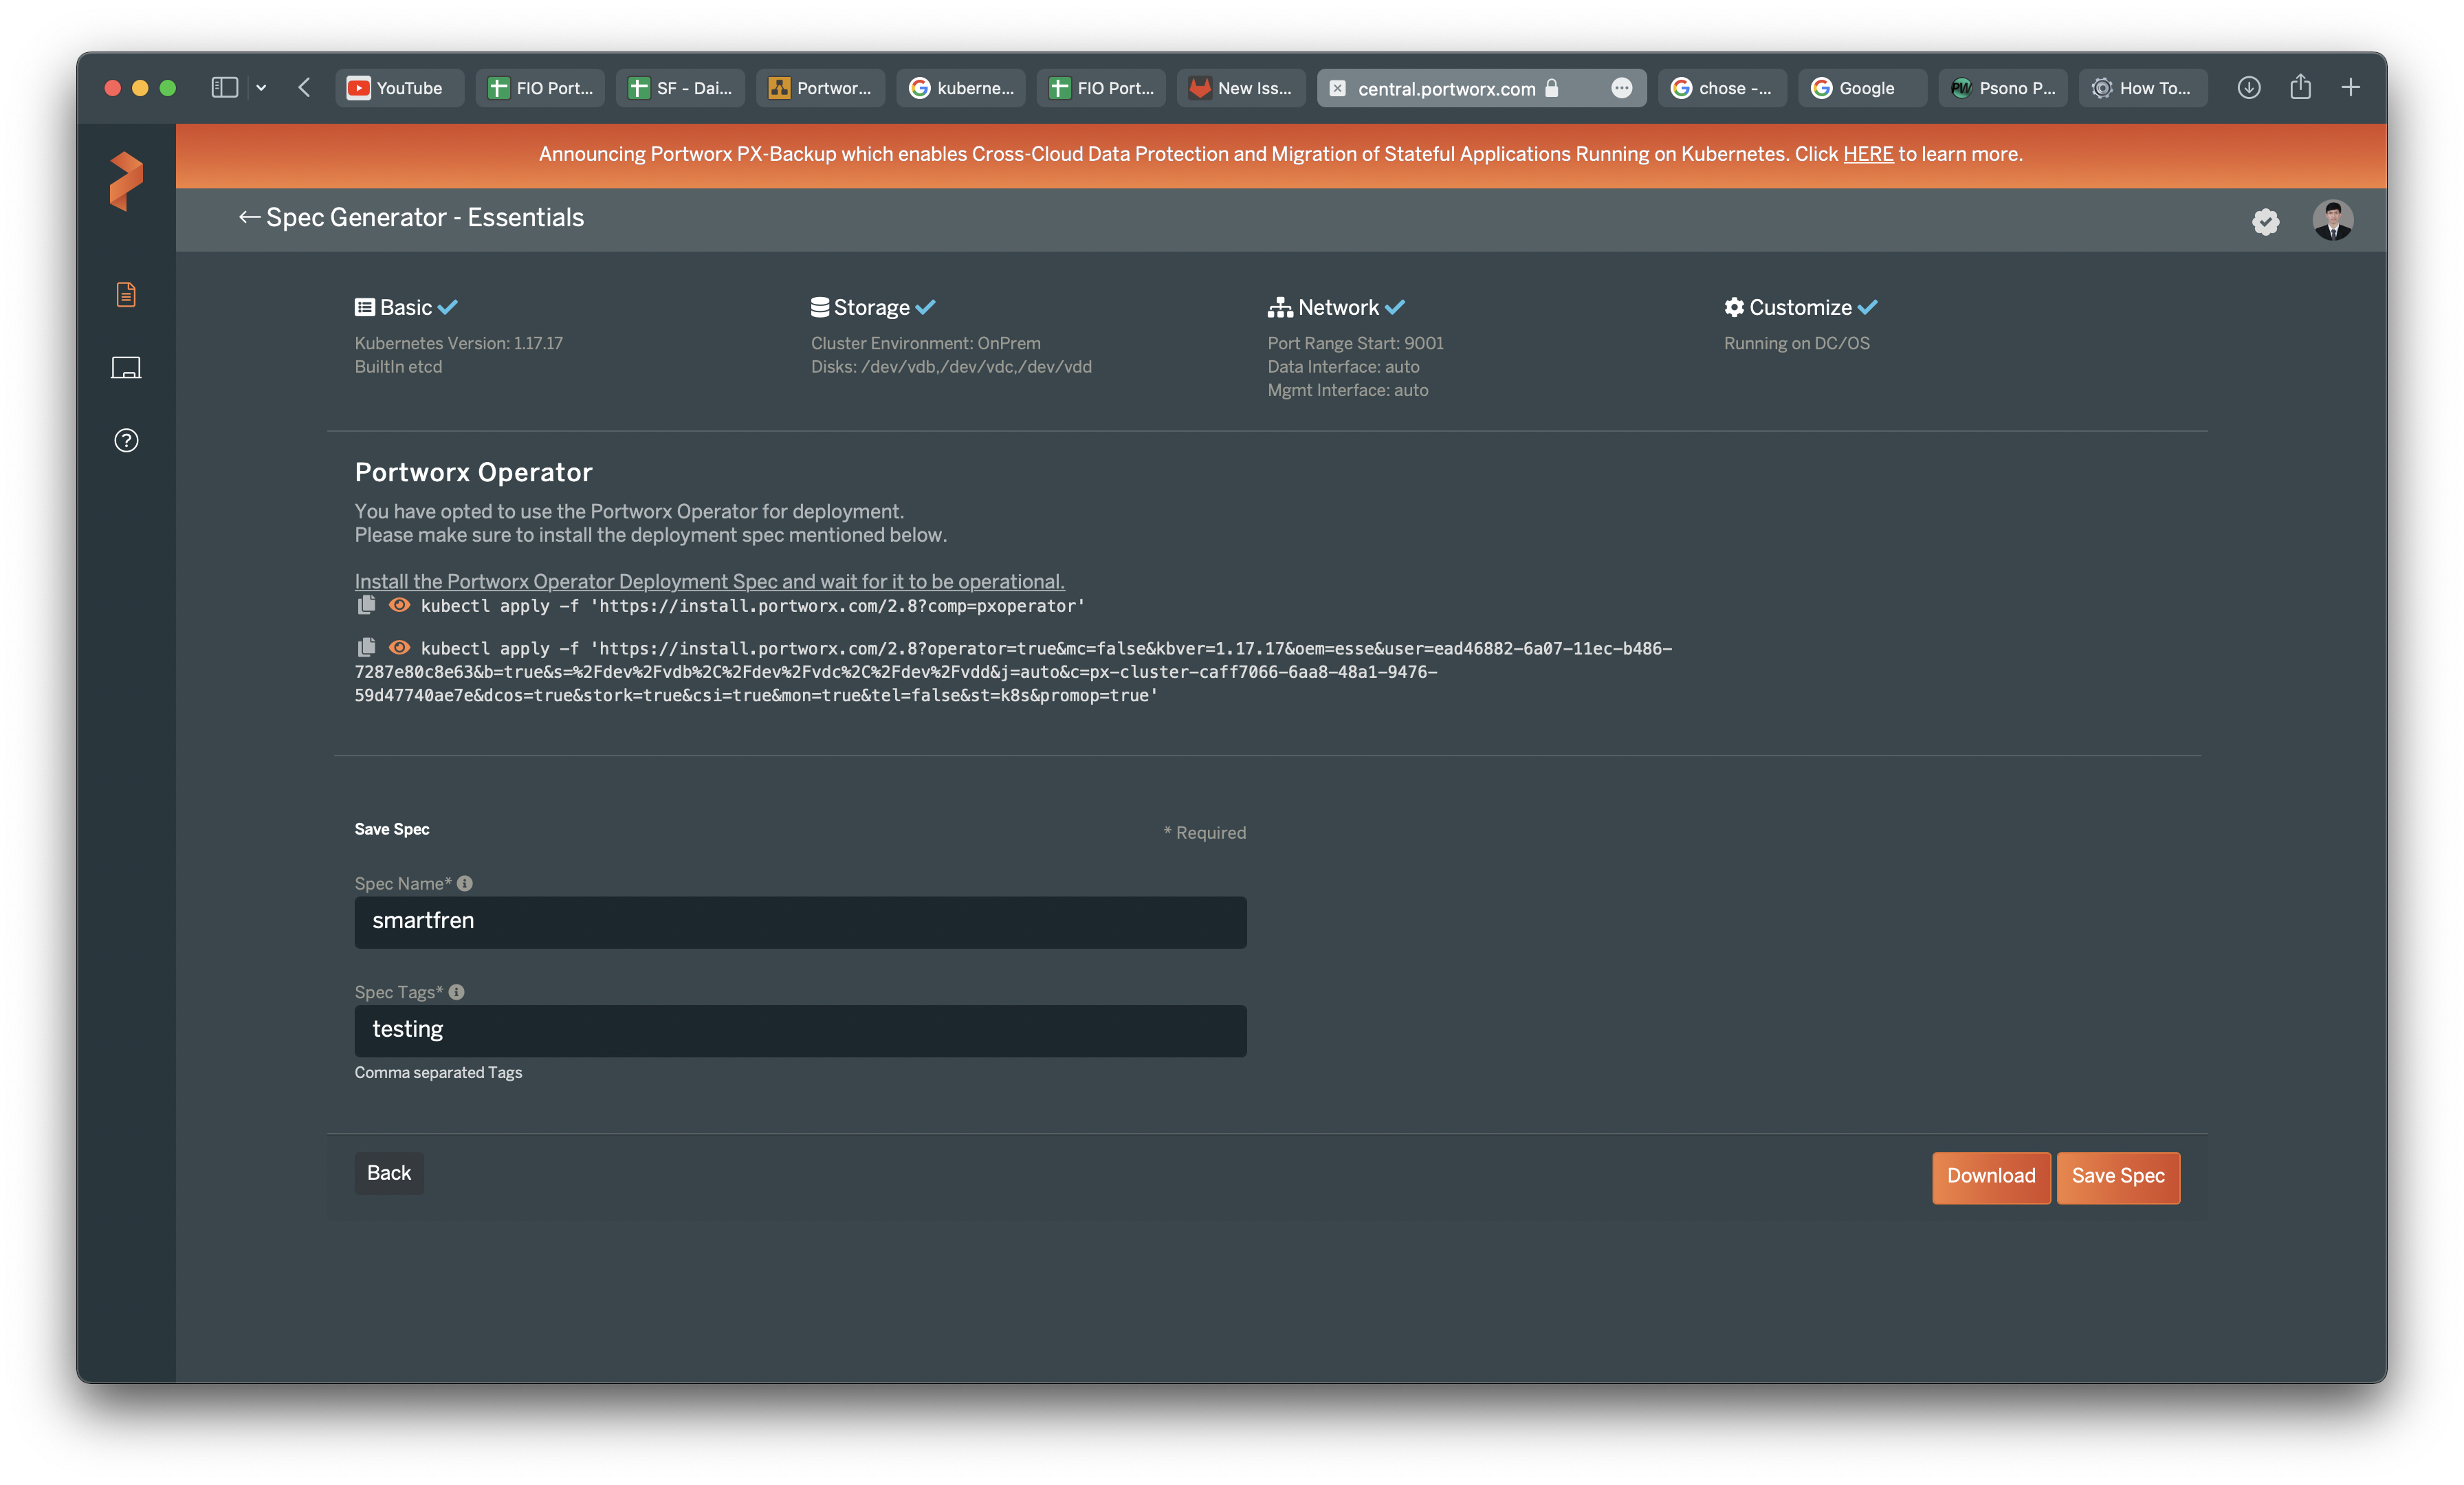 YouTube
FIO Port...
SF - Dai...
Portwor...
kuberne...
FIO Port...
New Iss...
central.portworx.com
chose -...
Google
PW Psono P...
How To...
Announcing Portworx PX-Backup which enables Cross-Cloud Data Protection and Migration of Stateful Applications Running on Kubernetes. Click HERE to learn more.
Spec Generator - Essentials
Basic
Kubernetes Version: 1.17.17
BuiltIn etcd
Storage
Cluster Environment: OnPrem
Disks: /dev/vdb,/dev/vdc,/dev/vdd
Network
Port Range Start: 9001
Data Interface: auto
Mgmt Interface: auto
Customize
Running on DC/OS
Portworx Operator
You have opted to use the Portworx Operator for deployment.
Please make sure to install the deployment spec mentioned below.
Install the Portworx Operator Deployment Spec and wait for it to be operational.
kubectl apply -f 'https://install.portworx.com/2.8?comp=pxoperator'
kubectl apply -f 'https://install.portworx.com/2.8?operator=true&mc=false&kbver=1.17.17&oem=esse&user=ead46882-6a07-11ec-b486-
7287e80c8e63&b=true&s=%2Fdev%2Fvdb%2C%2Fdev%2Fvdc%2C%2Fdev%2Fvdd&j=auto&c=px-cluster-caff7066-6aa8-48a1-9476-
59d47740ae7e&dcos=true&stork=true&csi=true&mon=true&tel=false&st=k8s&promop=true'
Save Spec
* Required
Spec Name*
smartfren
Spec Tags*
testing
Comma separated Tags
Back
Download
Save Spec